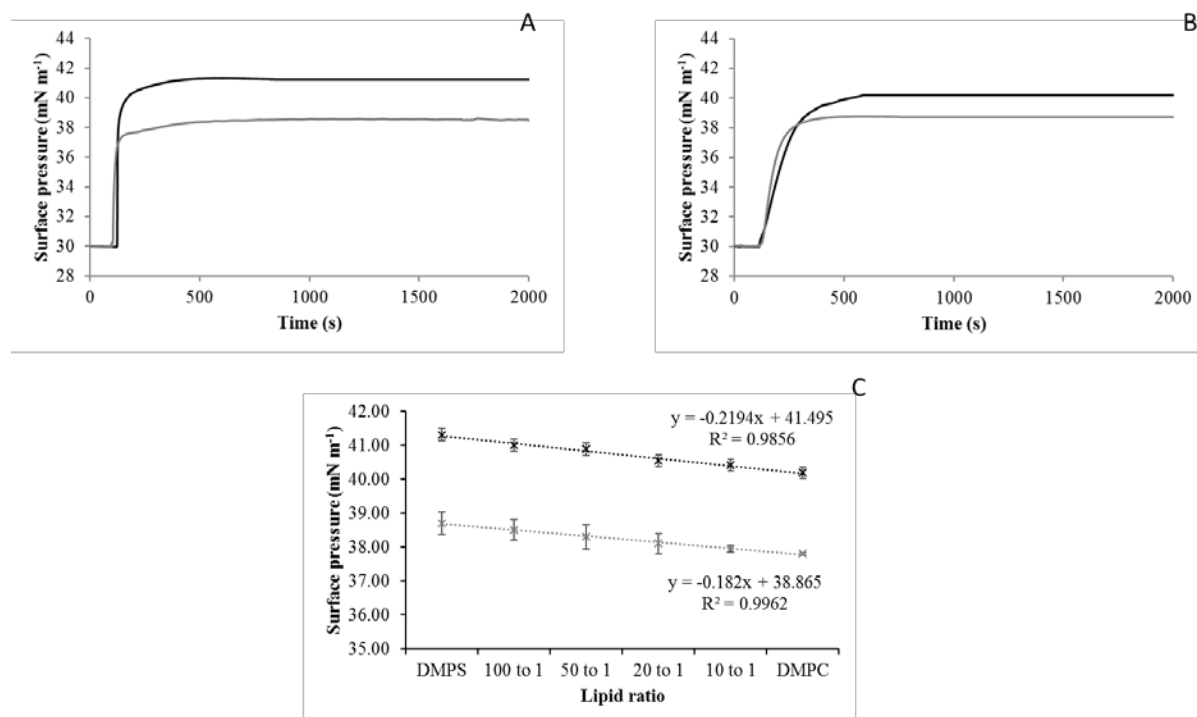 A
44
42
40
38
36
34
32
30
28
0 500 1000 1500 2000
Surface pressure (mN m⁻¹)
Time (s)
B
44
42
40
38
36
34
32
30
28
0 500 1000 1500 2000
Surface pressure (mN m⁻¹)
Time (s)
C
42.00
41.00
40.00
39.00
38.00
37.00
36.00
35.00
y = -0.2194x + 41.495
R² = 0.9856
y = -0.182x + 38.865
R² = 0.9962
Surface pressure (mN m⁻¹)
DMPS 100 to 1 50 to 1 20 to 1 10 to 1 DMPC
Lipid ratio